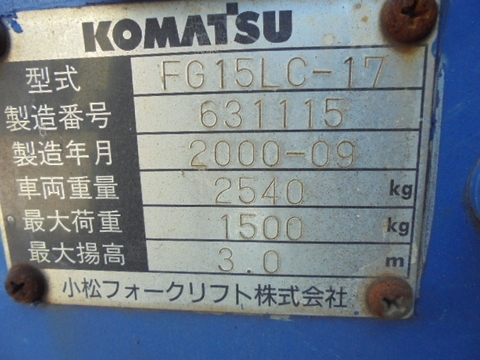 KOMATSU
型式 FG15LC-17
製造番号 631115
製造年月 2000-09
車両重量 2540 kg
最大荷重 1500 kg
最大揚高 3.0 m
小松フォークリフト株式会社